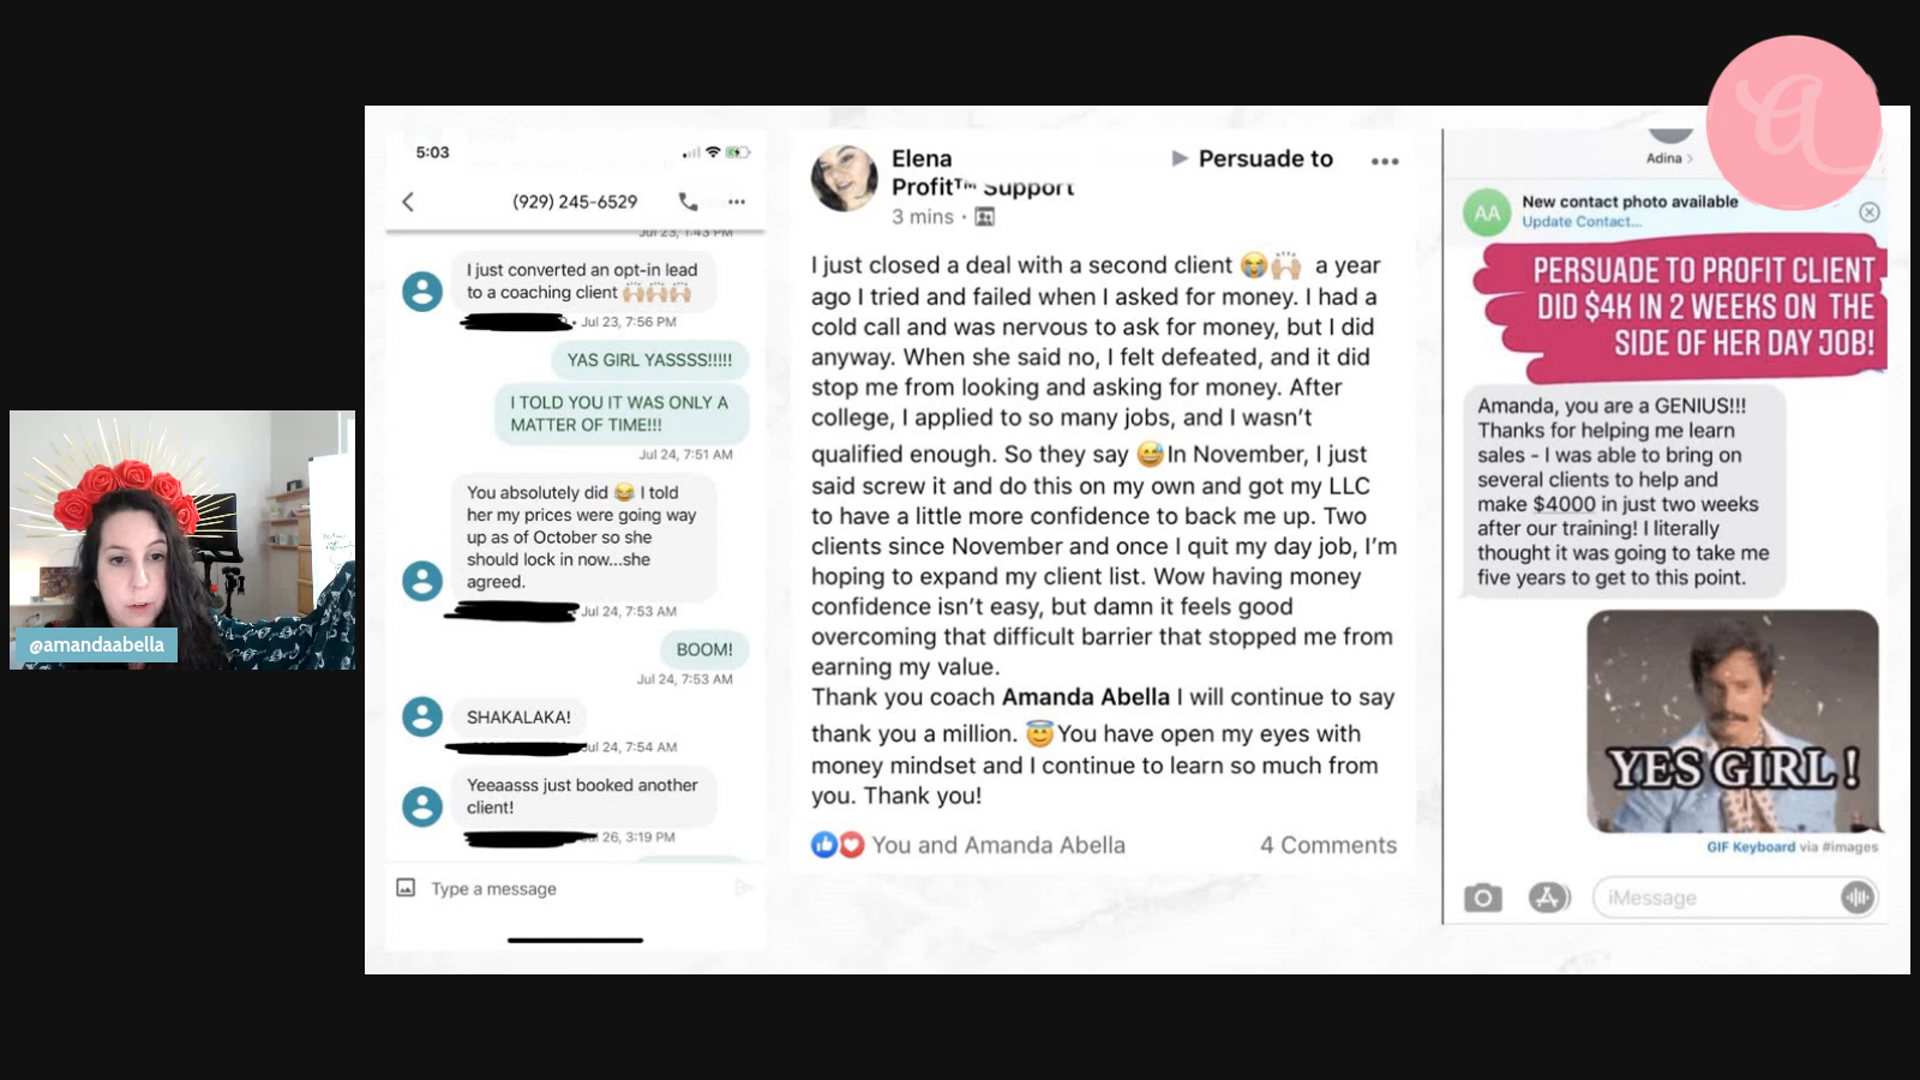 @amandaabella
5:03
(929) 245-6529
Jul 23, 1:43 PM
I just converted an opt-in lead
to a coaching client 🙌🏼🙌🏼🙌🏼
• Jul 23, 7:56 PM
YAS GIRL YASSSS!!!!!
I TOLD YOU IT WAS ONLY A
MATTER OF TIME!!!
Jul 24, 7:51 AM
You absolutely did 😂 I told
her my prices were going way
up as of October so she
should lock in now...she
agreed.
Jul 24, 7:53 AM
BOOM!
Jul 24, 7:53 AM
SHAKALAKA!
Jul 24, 7:54 AM
Yeeaasss just booked another
client!
26, 3:19 PM
Type a message
Elena ▶ Persuade to
Profit™ Support
3 mins ·
I just closed a deal with a second client 😭🙌🏼 a year
ago I tried and failed when I asked for money. I had a
cold call and was nervous to ask for money, but I did
anyway. When she said no, I felt defeated, and it did
stop me from looking and asking for money. After
college, I applied to so many jobs, and I wasn't
qualified enough. So they say 😅In November, I just
said screw it and do this on my own and got my LLC
to have a little more confidence to back me up. Two
clients since November and once I quit my day job, I'm
hoping to expand my client list. Wow having money
confidence isn't easy, but damn it feels good
overcoming that difficult barrier that stopped me from
earning my value.
Thank you coach Amanda Abella I will continue to say
thank you a million. 😇You have open my eyes with
money mindset and I continue to learn so much from
you. Thank you!
You and Amanda Abella
4 Comments
a
Adina >
AA
New contact photo available
Update Contact...
PERSUADE TO PROFIT CLIENT
DID $4K IN 2 WEEKS ON THE
SIDE OF HER DAY JOB!
Amanda, you are a GENIUS!!!
Thanks for helping me learn
sales - I was able to bring on
several clients to help and
make $4000 in just two weeks
after our training! I literally
thought it was going to take me
five years to get to this point.
YES GIRL!
GIF Keyboard via #images
iMessage